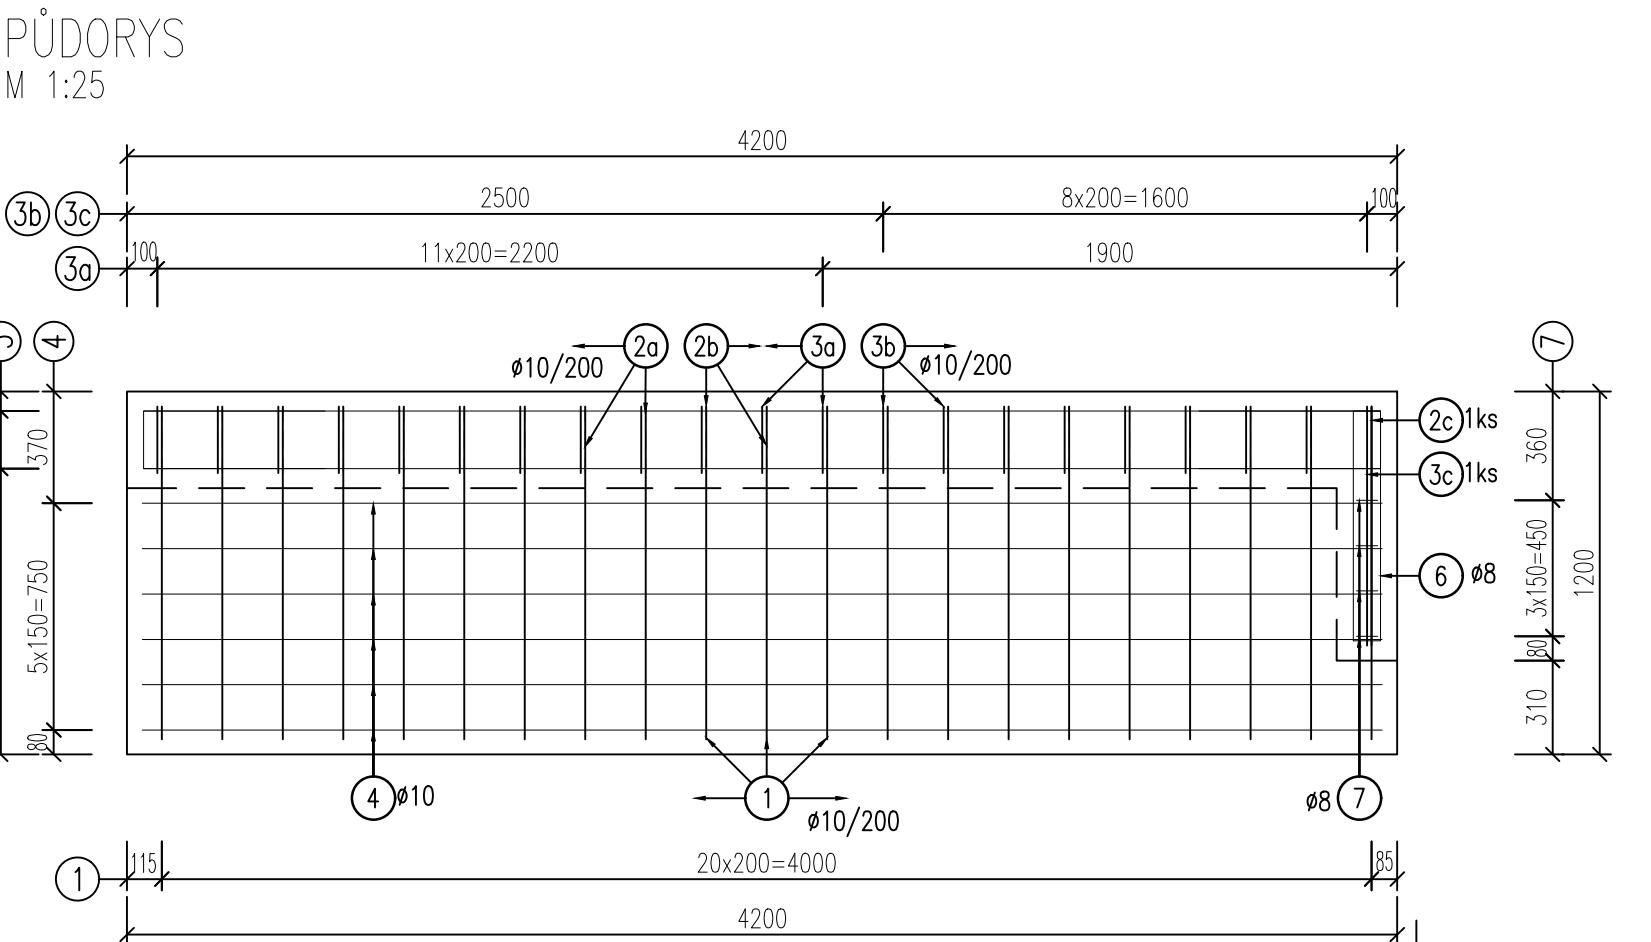 PŮDORYS
M 1:25
4200
3b 3c 2500 8x200=1600 100
3a 100 11x200=2200 1900
4 2a 2b 3a 3b 7
ø10/200 ø10/200
2c 1ks
370 360
3c 1ks
5x150=750 3x150=450 1200
6 ø8
80
310
80
4 ø10 1 ø8 7
ø10/200
1 115 20x200=4000 85
4200